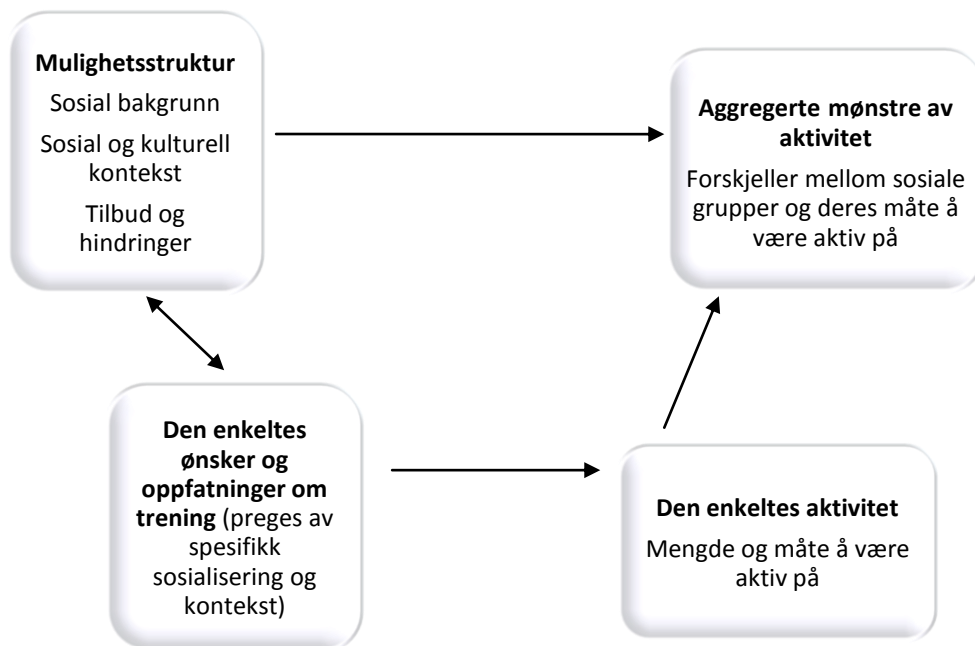 Mulighetsstruktur
Sosial bakgrunn
Sosial og kulturell
kontekst
Tilbud og
hindringer
Aggregerte mønstre av
aktivitet
Forskjeller mellom sosiale
grupper og deres måte å
være aktiv på
Den enkeltes
ønsker og
oppfatninger om
trening (preges av
spesifikk
sosialisering og
kontekst)
Den enkeltes aktivitet
Mengde og måte å være
aktiv på